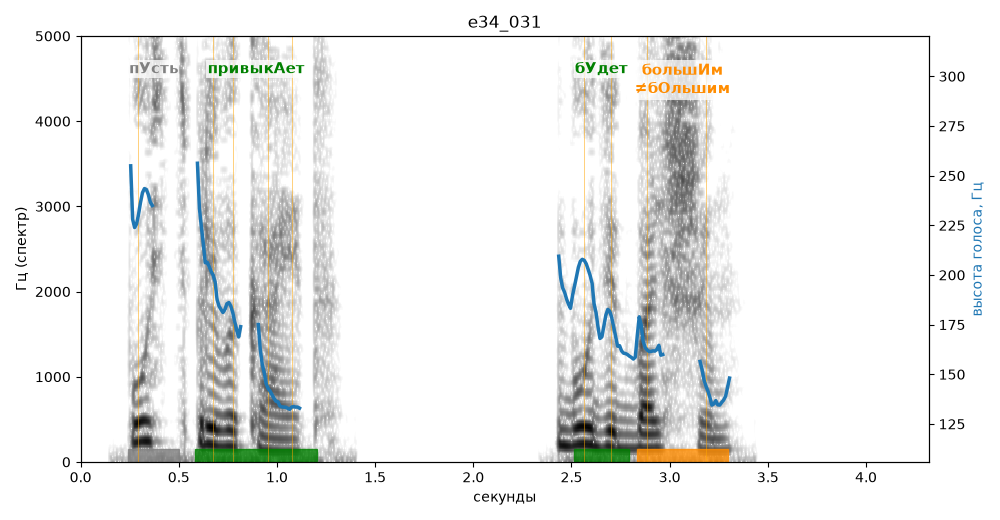 e34_031
пУсть
привыкАет
бУдет
большИм
≠бОльшим
5000
4000
3000
2000
1000
0
Гц (спектр)
300
275
250
225
200
175
150
125
высота голоса, Гц
0.0 0.5 1.0 1.5 2.0 2.5 3.0 3.5 4.0
секунды